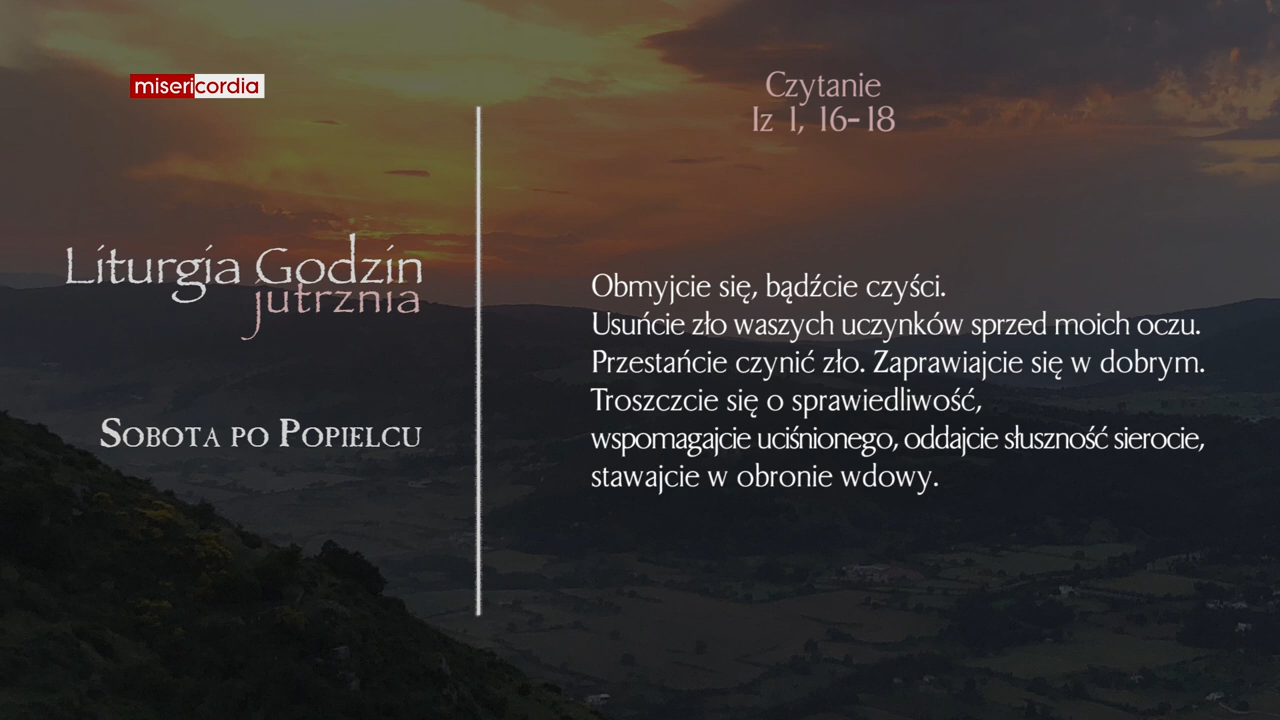 misericordia
Liturgia Godzin
jutrznia
Sobota po Popielcu
Czytanie
Iz 1, 16-18
Obmyjcie się, bądźcie czyści.
Usuńcie zło waszych uczynków sprzed moich oczu.
Przestańcie czynić zło. Zaprawiajcie się w dobrym.
Troszczcie się o sprawiedliwość,
wspomagajcie uciśnionego, oddajcie słuszność sierocie,
stawajcie w obronie wdowy.